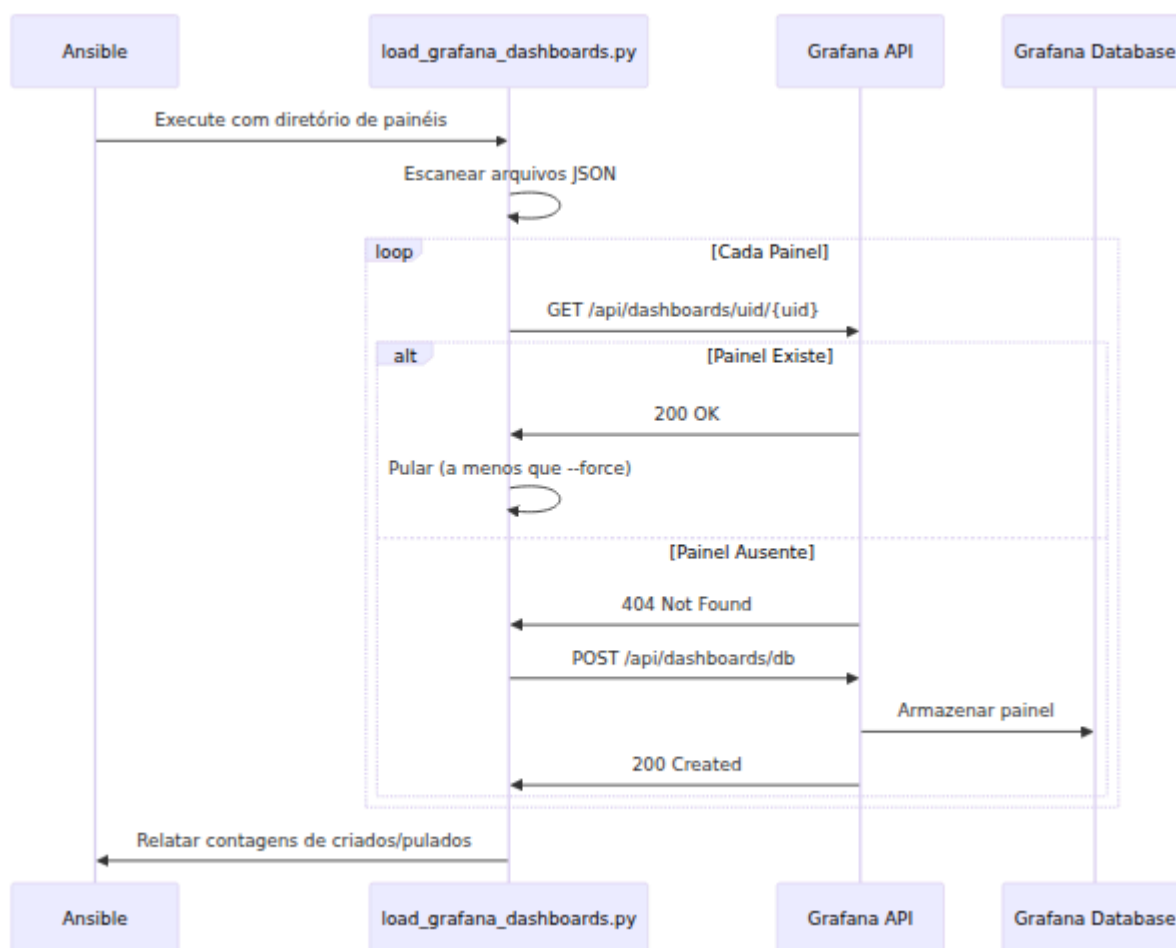 Ansible
load_grafana_dashboards.py
Grafana API
Grafana Database
Execute com diretório de painéis
Escanear arquivos JSON
loop
[Cada Painel]
GET /api/dashboards/uid/{uid}
alt
[Painel Existe]
200 OK
Pular (a menos que --force)
[Painel Ausente]
404 Not Found
POST /api/dashboards/db
Armazenar painel
200 Created
Relatar contagens de criados/pulados
Ansible
load_grafana_dashboards.py
Grafana API
Grafana Database